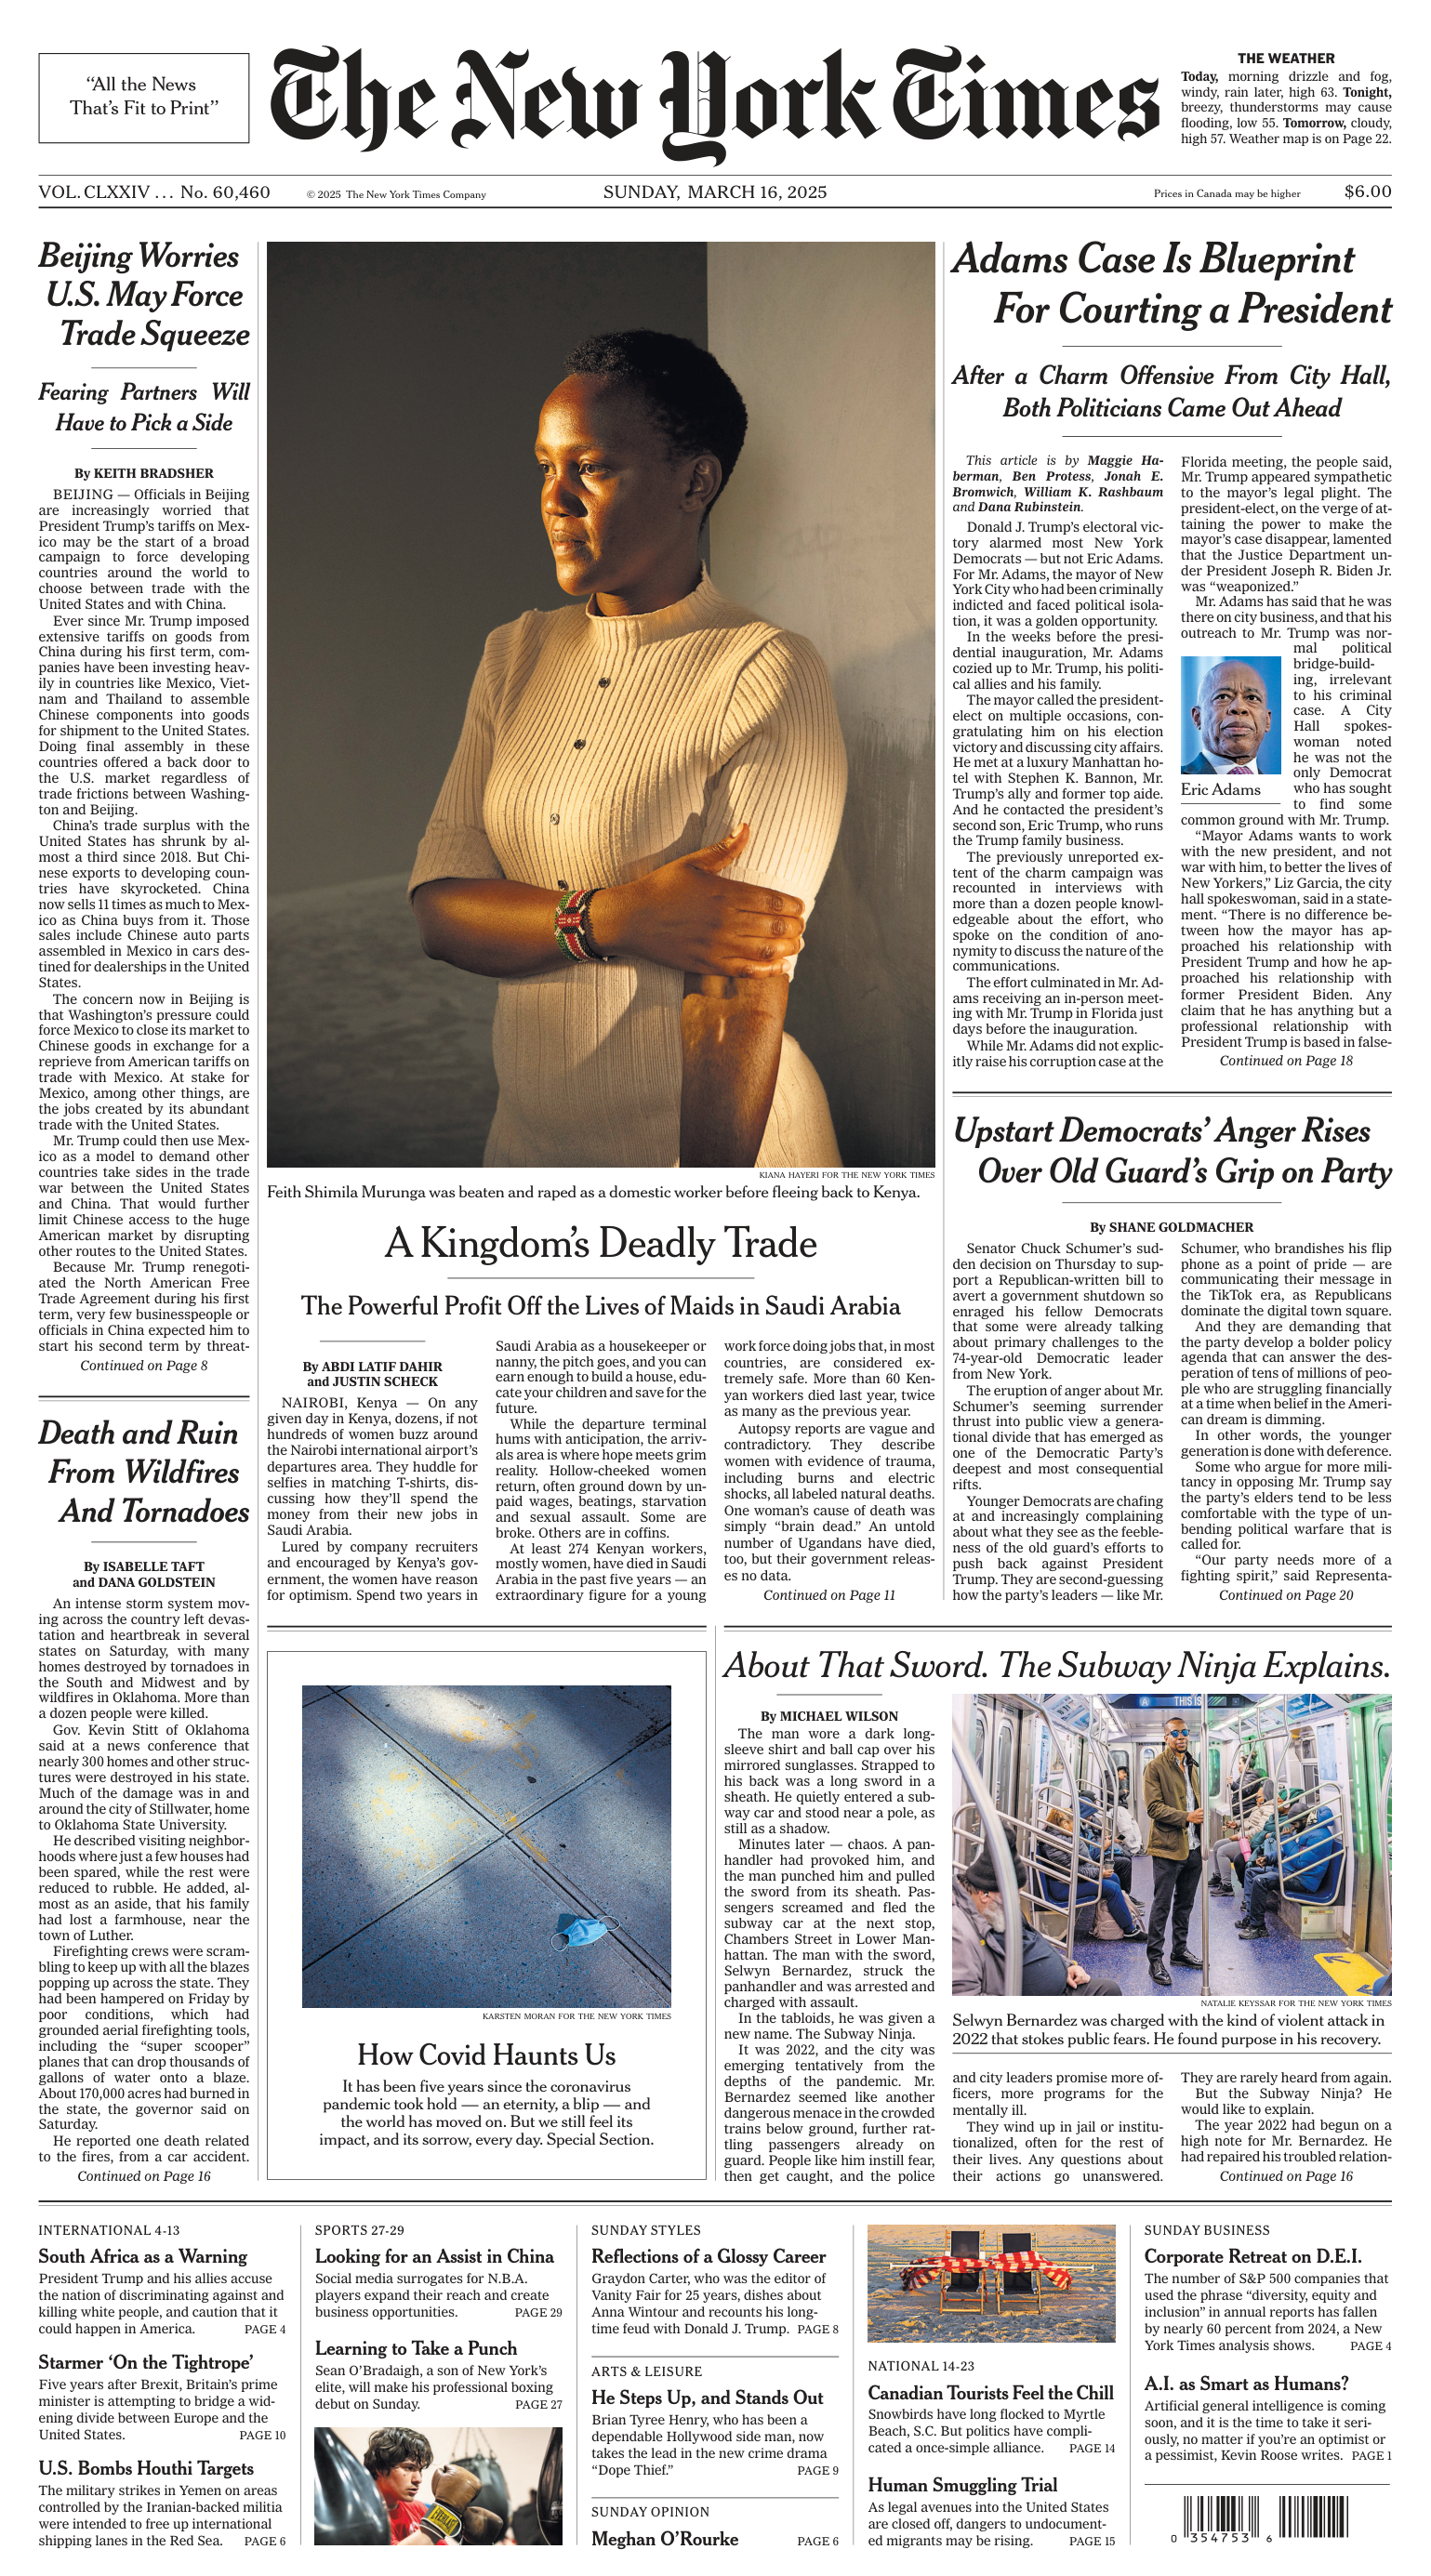 “All the News
That’s Fit to Print”
The New York Times
THE WEATHER
Today, morning drizzle and fog,
windy, rain later, high 63. Tonight,
breezy, thunderstorms may cause
flooding, low 55. Tomorrow, cloudy,
high 57. Weather map is on Page 22.
VOL. CLXXIV . . . No. 60,460
© 2025 The New York Times Company
SUNDAY, MARCH 16, 2025
Prices in Canada may be higher
$6.00
Beijing Worries
U.S. May Force
Trade Squeeze
Fearing Partners Will
Have to Pick a Side
By KEITH BRADSHER
BEIJING — Officials in Beijing
are increasingly worried that
President Trump’s tariffs on Mex-
ico may be the start of a broad
campaign to force developing
countries around the world to
choose between trade with the
United States and with China.
Ever since Mr. Trump imposed
extensive tariffs on goods from
China during his first term, com-
panies have been investing heav-
ily in countries like Mexico, Viet-
nam and Thailand to assemble
Chinese components into goods
for shipment to the United States.
Doing final assembly in these
countries offered a back door to
the U.S. market regardless of
trade frictions between Washing-
ton and Beijing.
China’s trade surplus with the
United States has shrunk by al-
most a third since 2018. But Chi-
nese exports to developing coun-
tries have skyrocketed. China
now sells 11 times as much to Mex-
ico as China buys from it. Those
sales include Chinese auto parts
assembled in Mexico in cars des-
tined for dealerships in the United
States.
The concern now in Beijing is
that Washington’s pressure could
force Mexico to close its market to
Chinese goods in exchange for a
reprieve from American tariffs on
trade with Mexico. At stake for
Mexico, among other things, are
the jobs created by its abundant
trade with the United States.
Mr. Trump could then use Mex-
ico as a model to demand other
countries take sides in the trade
war between the United States
and China. That would further
limit Chinese access to the huge
American market by disrupting
other routes to the United States.
Because Mr. Trump renegoti-
ated the North American Free
Trade Agreement during his first
term, very few businesspeople or
officials in China expected him to
start his second term by threat-
Continued on Page 8
Death and Ruin
From Wildfires
And Tornadoes
By ISABELLE TAFT
and DANA GOLDSTEIN
An intense storm system mov-
ing across the country left devas-
tation and heartbreak in several
states on Saturday, with many
homes destroyed by tornadoes in
the South and Midwest and by
wildfires in Oklahoma. More than
a dozen people were killed.
Gov. Kevin Stitt of Oklahoma
said at a news conference that
nearly 300 homes and other struc-
tures were destroyed in his state.
Much of the damage was in and
around the city of Stillwater, home
to Oklahoma State University.
He described visiting neighbor-
hoods where just a few houses had
been spared, while the rest were
reduced to rubble. He added, al-
most as an aside, that his family
had lost a farmhouse, near the
town of Luther.
Firefighting crews were scram-
bling to keep up with all the blazes
popping up across the state. They
had been hampered on Friday by
poor conditions, which had
grounded aerial firefighting tools,
including the “super scooper”
planes that can drop thousands of
gallons of water onto a blaze.
About 170,000 acres had burned in
the state, the governor said on
Saturday.
He reported one death related
to the fires, from a car accident.
Continued on Page 16
KIANA HAYERI FOR THE NEW YORK TIMES
Feith Shimila Murunga was beaten and raped as a domestic worker before fleeing back to Kenya.
A Kingdom’s Deadly Trade
The Powerful Profit Off the Lives of Maids in Saudi Arabia
By ABDI LATIF DAHIR
and JUSTIN SCHECK
NAIROBI, Kenya — On any
given day in Kenya, dozens, if not
hundreds of women buzz around
the Nairobi international airport’s
departures area. They huddle for
selfies in matching T-shirts, dis-
cussing how they’ll spend the
money from their new jobs in
Saudi Arabia.
Lured by company recruiters
and encouraged by Kenya’s gov-
ernment, the women have reason
for optimism. Spend two years in
Saudi Arabia as a housekeeper or
nanny, the pitch goes, and you can
earn enough to build a house, edu-
cate your children and save for the
future.
While the departure terminal
hums with anticipation, the arriv-
als area is where hope meets grim
reality. Hollow-cheeked women
return, often ground down by un-
paid wages, beatings, starvation
and sexual assault. Some are
broke. Others are in coffins.
At least 274 Kenyan workers,
mostly women, have died in Saudi
Arabia in the past five years — an
extraordinary figure for a young
work force doing jobs that, in most
countries, are considered ex-
tremely safe. More than 60 Ken-
yan workers died last year, twice
as many as the previous year.
Autopsy reports are vague and
contradictory. They describe
women with evidence of trauma,
including burns and electric
shocks, all labeled natural deaths.
One woman’s cause of death was
simply “brain dead.” An untold
number of Ugandans have died,
too, but their government releas-
es no data.
Continued on Page 11
Adams Case Is Blueprint
For Courting a President
After a Charm Offensive From City Hall,
Both Politicians Came Out Ahead
This article is by Maggie Ha-
berman, Ben Protess, Jonah E.
Bromwich, William K. Rashbaum
and Dana Rubinstein.
Donald J. Trump’s electoral vic-
tory alarmed most New York
Democrats — but not Eric Adams.
For Mr. Adams, the mayor of New
York City who had been criminally
indicted and faced political isola-
tion, it was a golden opportunity.
In the weeks before the presi-
dential inauguration, Mr. Adams
cozied up to Mr. Trump, his politi-
cal allies and his family.
The mayor called the president-
elect on multiple occasions, con-
gratulating him on his election
victory and discussing city affairs.
He met at a luxury Manhattan ho-
tel with Stephen K. Bannon, Mr.
Trump’s ally and former top aide.
And he contacted the president’s
second son, Eric Trump, who runs
the Trump family business.
The previously unreported ex-
tent of the charm campaign was
recounted in interviews with
more than a dozen people knowl-
edgeable about the effort, who
spoke on the condition of ano-
nymity to discuss the nature of the
communications.
The effort culminated in Mr. Ad-
ams receiving an in-person meet-
ing with Mr. Trump in Florida just
days before the inauguration.
While Mr. Adams did not explic-
itly raise his corruption case at the
Florida meeting, the people said,
Mr. Trump appeared sympathetic
to the mayor’s legal plight. The
president-elect, on the verge of at-
taining the power to make the
mayor’s case disappear, lamented
that the Justice Department un-
der President Joseph R. Biden Jr.
was “weaponized.”
Mr. Adams has said that he was
there on city business, and that his
outreach to Mr. Trump was nor-
mal political
bridge-build-
ing, irrelevant
to his criminal
case. A City
Hall spokes-
woman noted
he was not the
only Democrat
who has sought
to find some
Eric Adams
common ground with Mr. Trump.
“Mayor Adams wants to work
with the new president, and not
war with him, to better the lives of
New Yorkers,” Liz Garcia, the city
hall spokeswoman, said in a state-
ment. “There is no difference be-
tween how the mayor has ap-
proached his relationship with
President Trump and how he ap-
proached his relationship with
former President Biden. Any
claim that he has anything but a
professional relationship with
President Trump is based in false-
Continued on Page 18
Upstart Democrats’ Anger Rises
Over Old Guard’s Grip on Party
By SHANE GOLDMACHER
Senator Chuck Schumer’s sud-
den decision on Thursday to sup-
port a Republican-written bill to
avert a government shutdown so
enraged his fellow Democrats
that some were already talking
about primary challenges to the
74-year-old Democratic leader
from New York.
The eruption of anger about Mr.
Schumer’s seeming surrender
thrust into public view a genera-
tional divide that has emerged as
one of the Democratic Party’s
deepest and most consequential
rifts.
Younger Democrats are chafing
at and increasingly complaining
about what they see as the feeble-
ness of the old guard’s efforts to
push back against President
Trump. They are second-guessing
how the party’s leaders — like Mr.
Schumer, who brandishes his flip
phone as a point of pride — are
communicating their message in
the TikTok era, as Republicans
dominate the digital town square.
And they are demanding that
the party develop a bolder policy
agenda that can answer the des-
peration of tens of millions of peo-
ple who are struggling financially
at a time when belief in the Ameri-
can dream is dimming.
In other words, the younger
generation is done with deference.
Some who argue for more mili-
tancy in opposing Mr. Trump say
the party’s elders tend to be less
comfortable with the type of un-
bending political warfare that is
called for.
“Our party needs more of a
fighting spirit,” said Representa-
Continued on Page 20
KARSTEN MORAN FOR THE NEW YORK TIMES
How Covid Haunts Us
It has been five years since the coronavirus
pandemic took hold — an eternity, a blip — and
the world has moved on. But we still feel its
impact, and its sorrow, every day. Special Section.
About That Sword. The Subway Ninja Explains.
By MICHAEL WILSON
The man wore a dark long-
sleeve shirt and ball cap over his
mirrored sunglasses. Strapped to
his back was a long sword in a
sheath. He quietly entered a sub-
way car and stood near a pole, as
still as a shadow.
Minutes later — chaos. A pan-
handler had provoked him, and
the man punched him and pulled
the sword from its sheath. Pas-
sengers screamed and fled the
subway car at the next stop,
Chambers Street in Lower Man-
hattan. The man with the sword,
Selwyn Bernardez, struck the
panhandler and was arrested and
charged with assault.
In the tabloids, he was given a
new name. The Subway Ninja.
It was 2022, and the city was
emerging tentatively from the
depths of the pandemic. Mr.
Bernardez seemed like another
dangerous menace in the crowded
trains below ground, further rat-
tling passengers already on
guard. People like him instill fear,
then get caught, and the police
A THIS IS
NATALIE KEYSSAR FOR THE NEW YORK TIMES
Selwyn Bernardez was charged with the kind of violent attack in
2022 that stokes public fears. He found purpose in his recovery.
and city leaders promise more of-
ficers, more programs for the
mentally ill.
They wind up in jail or institu-
tionalized, often for the rest of
their lives. Any questions about
their actions go unanswered.
They are rarely heard from again.
But the Subway Ninja? He
would like to explain.
The year 2022 had begun on a
high note for Mr. Bernardez. He
had repaired his troubled relation-
Continued on Page 16
INTERNATIONAL 4-13
South Africa as a Warning
President Trump and his allies accuse
the nation of discriminating against and
killing white people, and caution that it
could happen in America. PAGE 4
Starmer ‘On the Tightrope’
Five years after Brexit, Britain’s prime
minister is attempting to bridge a wid-
ening divide between Europe and the
United States. PAGE 10
U.S. Bombs Houthi Targets
The military strikes in Yemen on areas
controlled by the Iranian-backed militia
were intended to free up international
shipping lanes in the Red Sea. PAGE 6
SPORTS 27-29
Looking for an Assist in China
Social media surrogates for N.B.A.
players expand their reach and create
business opportunities. PAGE 29
Learning to Take a Punch
Sean O’Bradaigh, a son of New York’s
elite, will make his professional boxing
debut on Sunday. PAGE 27
EVERLAST
SUNDAY STYLES
Reflections of a Glossy Career
Graydon Carter, who was the editor of
Vanity Fair for 25 years, dishes about
Anna Wintour and recounts his long-
time feud with Donald J. Trump. PAGE 8
ARTS & LEISURE
He Steps Up, and Stands Out
Brian Tyree Henry, who has been a
dependable Hollywood side man, now
takes the lead in the new crime drama
“Dope Thief.” PAGE 9
SUNDAY OPINION
Meghan O’Rourke PAGE 6
NATIONAL 14-23
Canadian Tourists Feel the Chill
Snowbirds have long flocked to Myrtle
Beach, S.C. But politics have compli-
cated a once-simple alliance. PAGE 14
Human Smuggling Trial
As legal avenues into the United States
are closed off, dangers to undocument-
ed migrants may be rising. PAGE 15
SUNDAY BUSINESS
Corporate Retreat on D.E.I.
The number of S&P 500 companies that
used the phrase “diversity, equity and
inclusion” in annual reports has fallen
by nearly 60 percent from 2024, a New
York Times analysis shows. PAGE 4
A.I. as Smart as Humans?
Artificial general intelligence is coming
soon, and it is the time to take it seri-
ously, no matter if you’re an optimist or
a pessimist, Kevin Roose writes. PAGE 1
0 354753 6